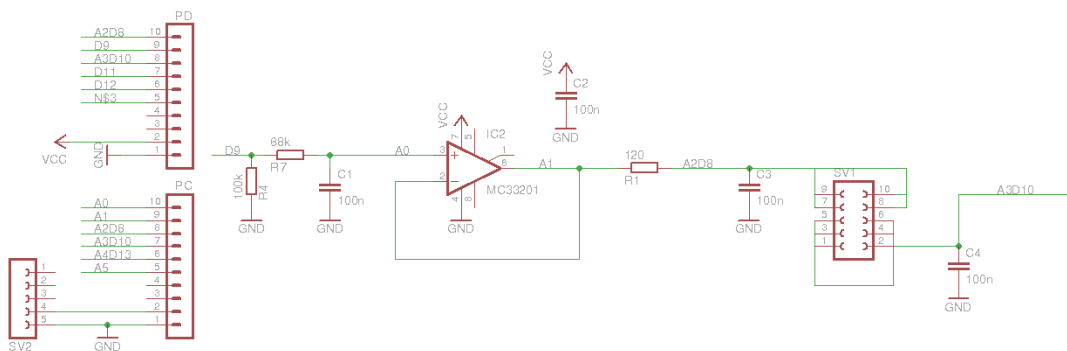 PD
A2D8 10
D9 9
A3D10 8
D11 7
D12 6
N$3 5
4
3
VCC 2
GND 1
PC
A0 10
A1 9
A2D8 8
A3D10 7
A4D13 6
A5 5
4
3
2
1
SV2
1
2
3
4
5
GND
D9
100k
R4
GND
68k
R7
C1
100n
GND
A0
VCC
3
2
7
5
4
8
1
6
IC2
MC33201
GND
VCC
C2
100n
GND
A1
120
R1
A2D8
C3
100n
GND
SV1
9 10
7 8
5 6
3 4
1 2
A3D10
C4
100n
GND